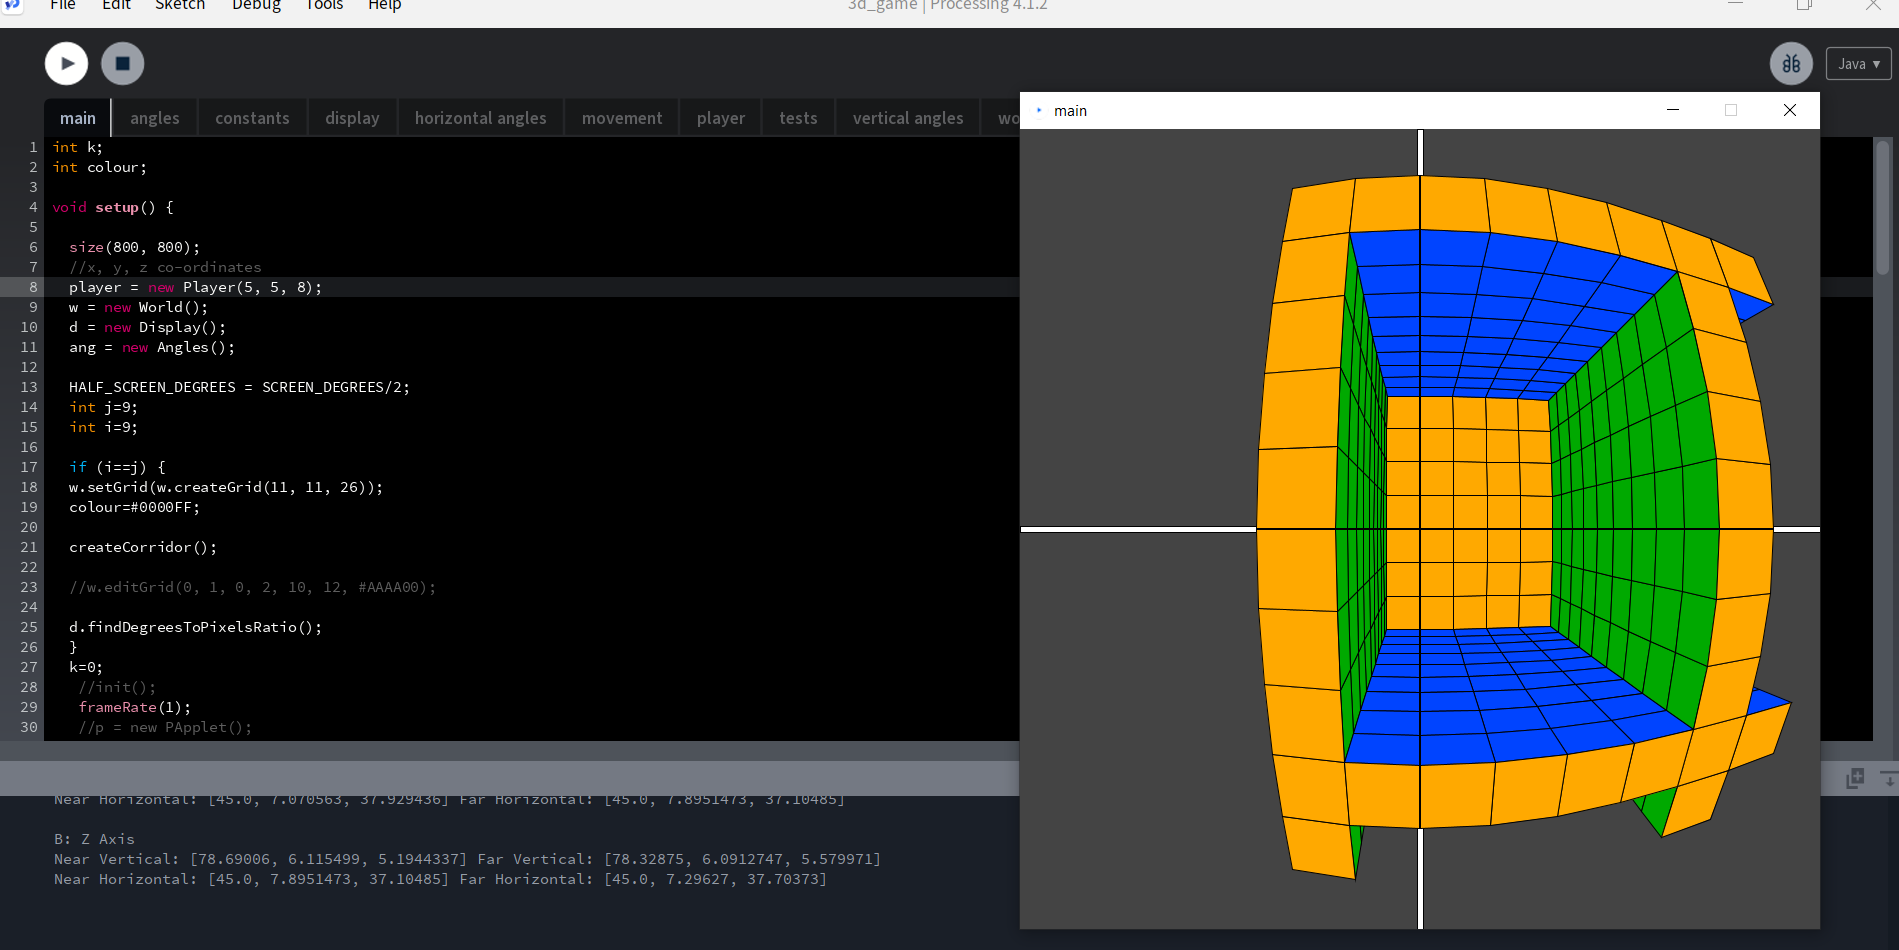 File Edit Sketch Debug Tools Help 3d_game | Processing 4.1.2
Java ▾
main angles constants display horizontal angles movement player tests vertical angles wo
main
1 int k;
2 int colour;
3
4 void setup() {
5
6 size(800, 800);
7 //x, y, z co-ordinates
8 player = new Player(5, 5, 8);
9 w = new World();
10 d = new Display();
11 ang = new Angles();
12
13 HALF_SCREEN_DEGREES = SCREEN_DEGREES/2;
14 int j=9;
15 int i=9;
16
17 if (i==j) {
18 w.setGrid(w.createGrid(11, 11, 26));
19 colour=#0000FF;
20
21 createCorridor();
22
23 //w.editGrid(0, 1, 0, 2, 10, 12, #AAAA00);
24
25 d.findDegreesToPixelsRatio();
26 }
27 k=0;
28 //init();
29 frameRate(1);
30 //p = new PApplet();
Near Horizontal: [45.0, 7.070563, 37.929436] Far Horizontal: [45.0, 7.8951473, 37.10485]
B: Z Axis
Near Vertical: [78.69006, 6.115499, 5.1944337] Far Vertical: [78.32875, 6.0912747, 5.579971]
Near Horizontal: [45.0, 7.8951473, 37.10485] Far Horizontal: [45.0, 7.29627, 37.70373]